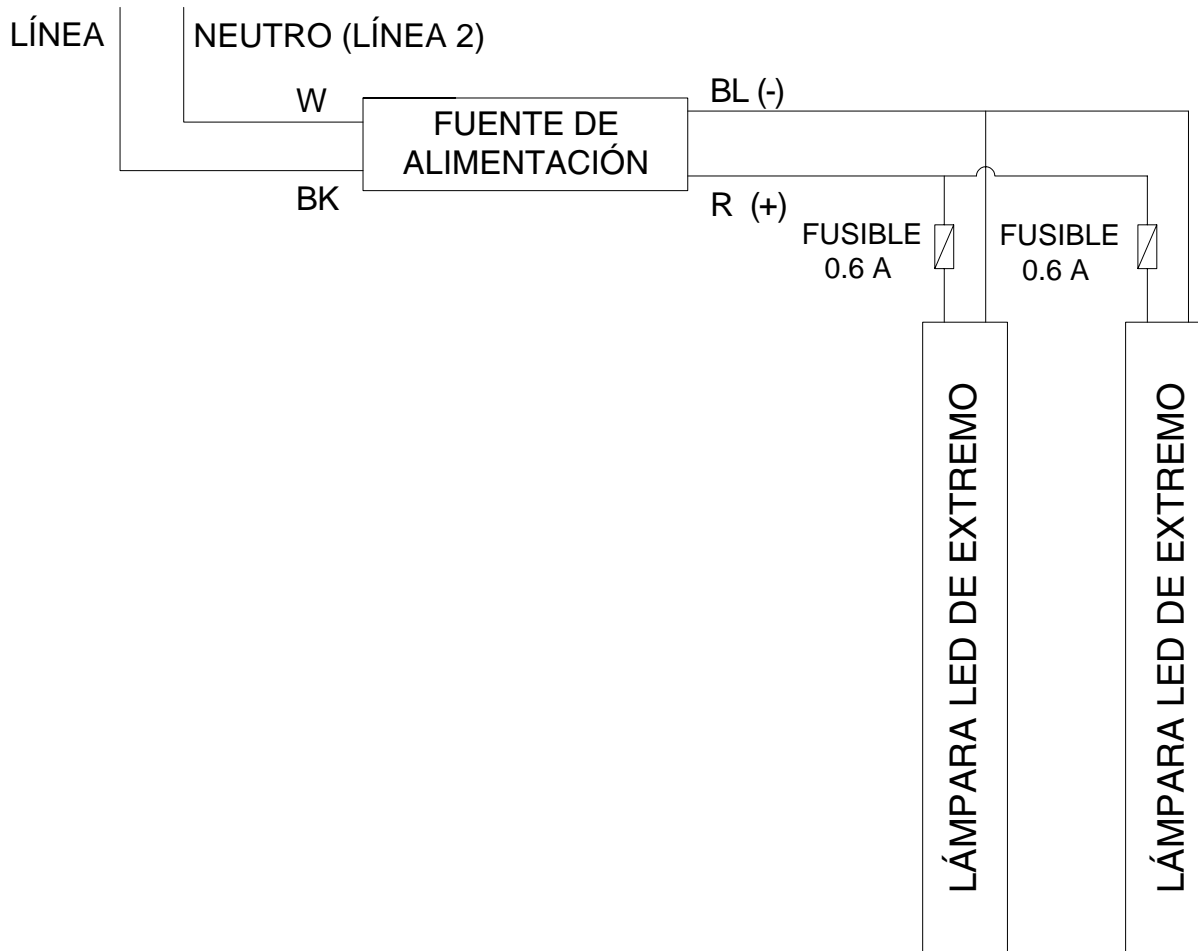 LÍNEA
NEUTRO (LÍNEA 2)
W
BK
FUENTE DE
ALIMENTACIÓN
BL (-)
R (+)
FUSIBLE
0.6 A
FUSIBLE
0.6 A
LÁMPARA LED DE EXTREMO
LÁMPARA LED DE EXTREMO